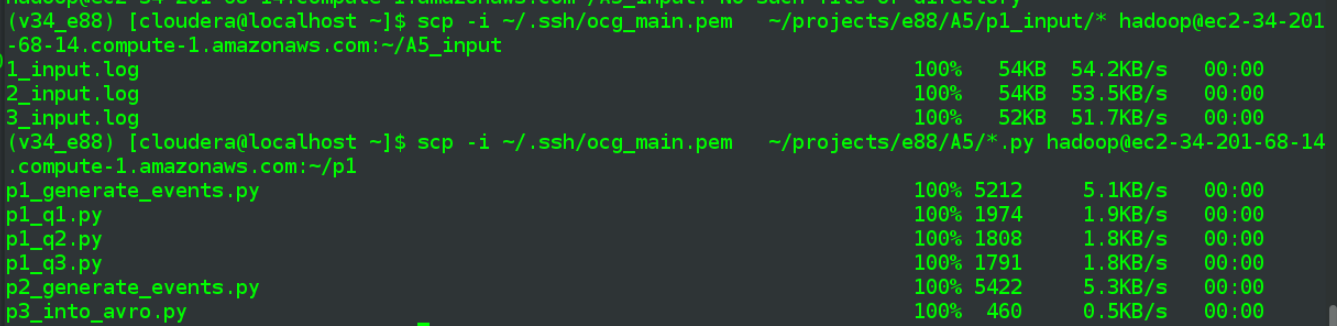 (v34_e88) [cloudera@localhost ~]$ scp -i ~/.ssh/ocg_main.pem   ~/projects/e88/A5/p1_input/* hadoop@ec2-34-201
-68-14.compute-1.amazonaws.com:~/A5_input
1_input.log 100% 54KB 54.2KB/s 00:00
2_input.log 100% 54KB 53.5KB/s 00:00
3_input.log 100% 52KB 51.7KB/s 00:00
(v34_e88) [cloudera@localhost ~]$ scp -i ~/.ssh/ocg_main.pem   ~/projects/e88/A5/*.py hadoop@ec2-34-201-68-14
.compute-1.amazonaws.com:~/p1
p1_generate_events.py 100% 5212 5.1KB/s 00:00
p1_q1.py 100% 1974 1.9KB/s 00:00
p1_q2.py 100% 1808 1.8KB/s 00:00
p1_q3.py 100% 1791 1.8KB/s 00:00
p2_generate_events.py 100% 5422 5.3KB/s 00:00
p3_into_avro.py 100% 460 0.5KB/s 00:00